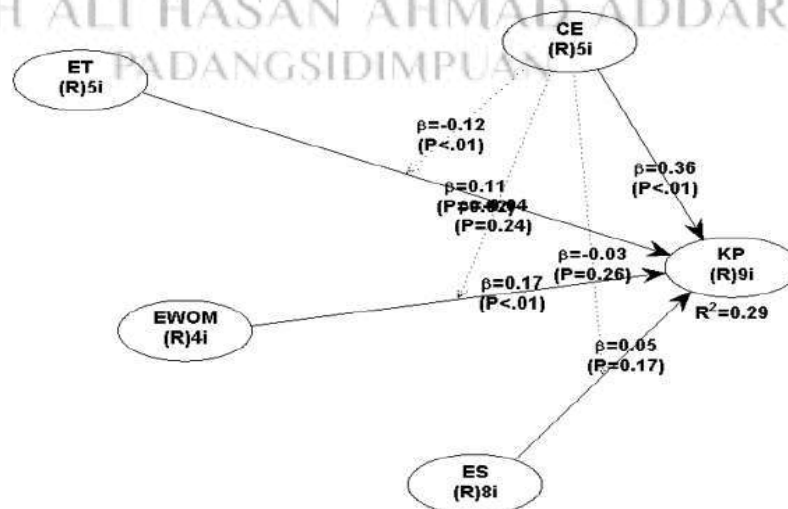 H ALI HASAN AHMAD ADDAR
PADANGSIDIMPUAN
CE
(R)5i
ET
(R)5i
β=-0.12
(P<.01)
β=0.36
(P<.01)
β=0.11
(P=0.24)
KP
(R)9i
β=-0.03
(P=0.26)
β=0.17
(P<.01)
R²=0.29
EWOM
(R)4i
β=0.05
(P=0.17)
ES
(R)8i